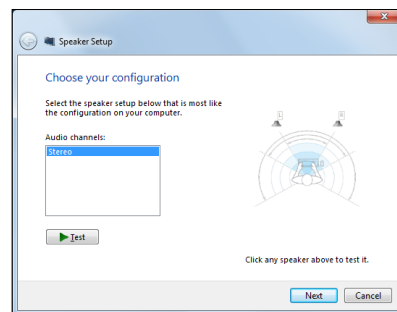 Speaker Setup
Choose your configuration
Select the speaker setup below that is most like
the configuration on your computer.
Audio channels:
Stereo
L
R
Test
Click any speaker above to test it.
Next
Cancel